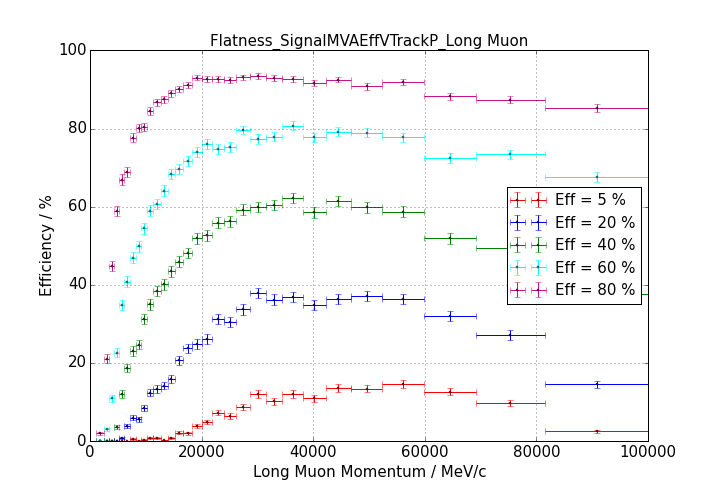 Flatness_SignalMVAEffVTrackP_Long Muon
100
80
60
40
20
0
Efficiency / %
Eff = 5 %
Eff = 20 %
Eff = 40 %
Eff = 60 %
Eff = 80 %
0 20000 40000 60000 80000 100000
Long Muon Momentum / MeV/c